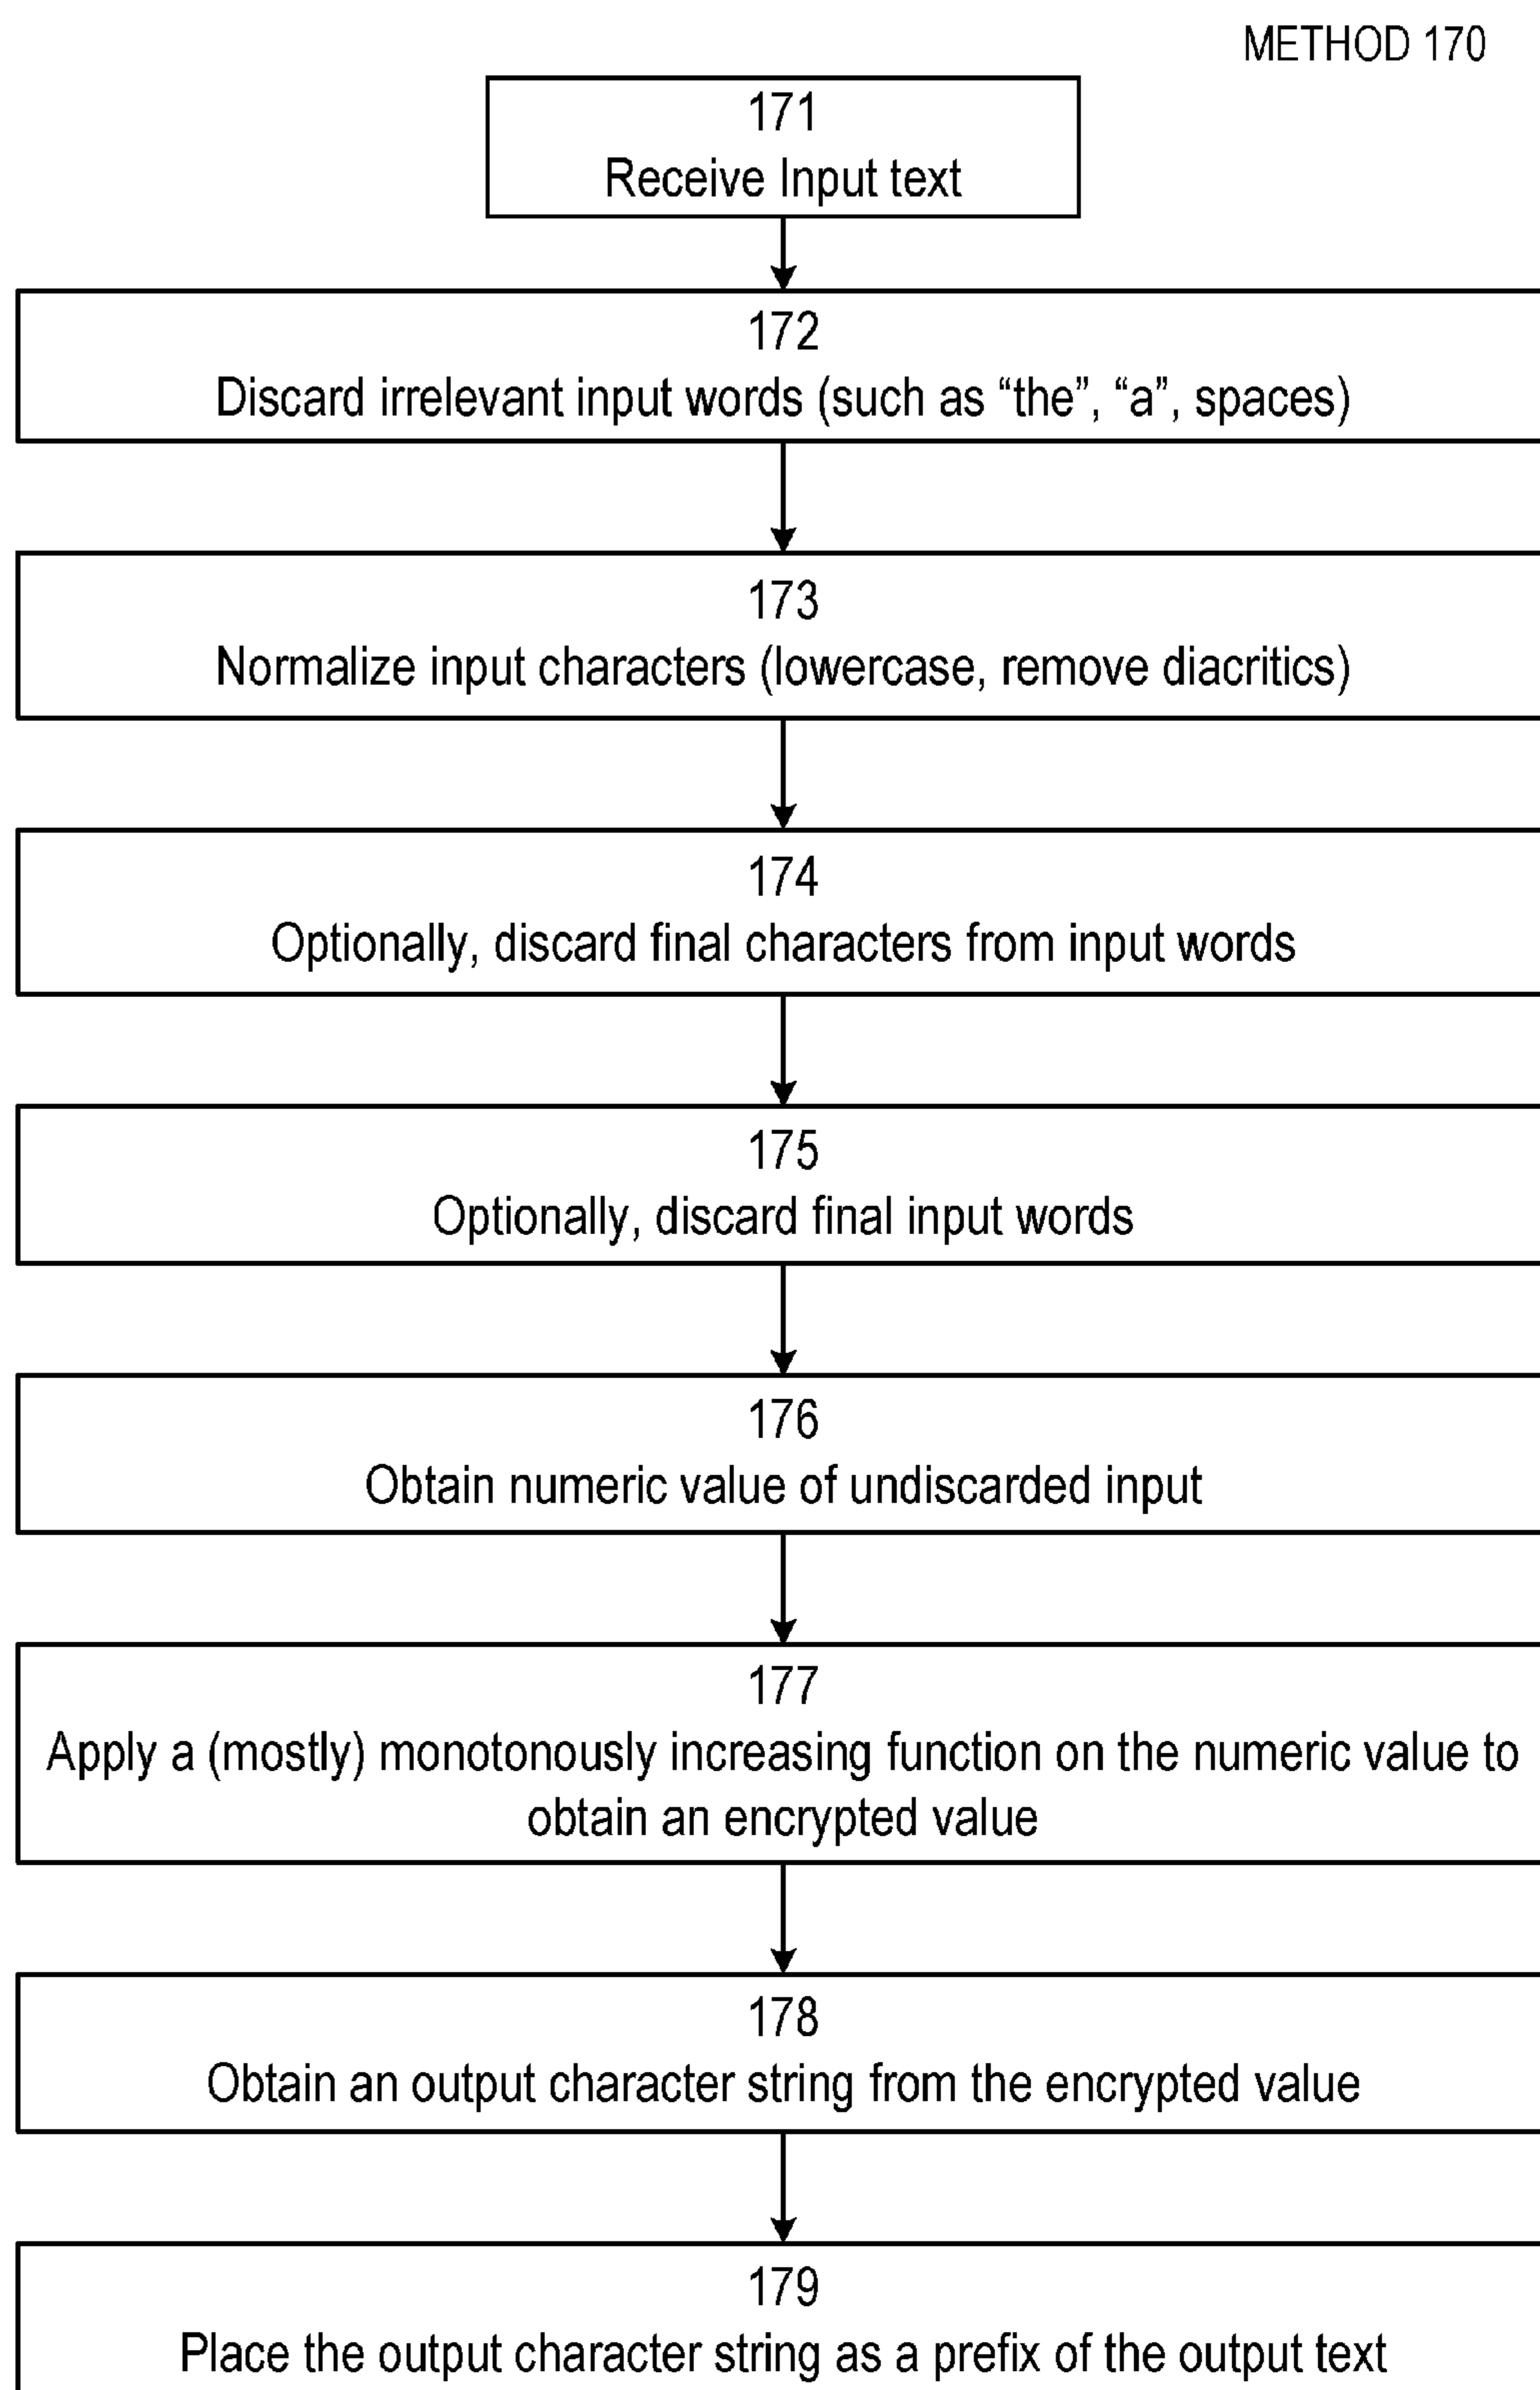 METHOD 170
171
Receive Input text
172
Discard irrelevant input words (such as “the”, “a”, spaces)
173
Normalize input characters (lowercase, remove diacritics)
174
Optionally, discard final characters from input words
175
Optionally, discard final input words
176
Obtain numeric value of undiscarded input
177
Apply a (mostly) monotonously increasing function on the numeric value to
obtain an encrypted value
178
Obtain an output character string from the encrypted value
179
Place the output character string as a prefix of the output text